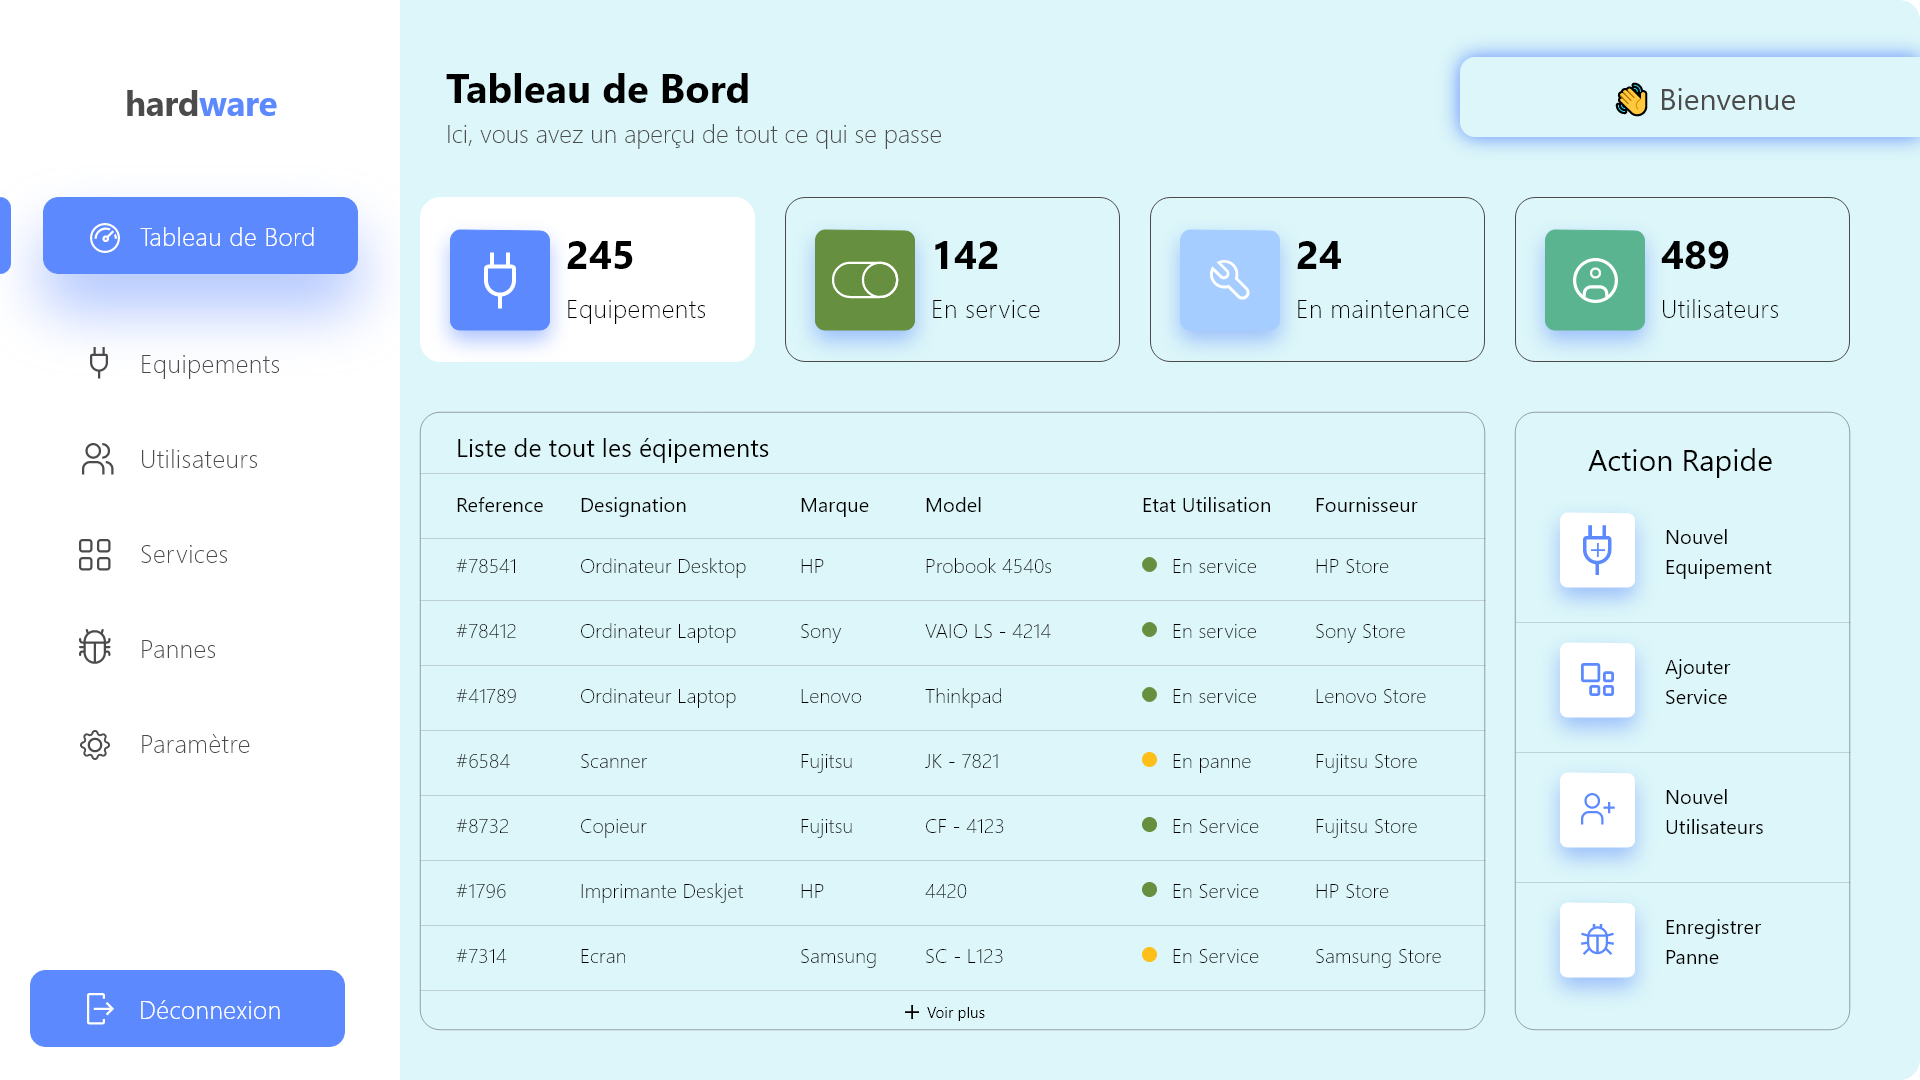 hardware
Tableau de Bord
Equipements
Utilisateurs
Services
Pannes
Paramètre
Déconnexion
Tableau de Bord
Ici, vous avez un aperçu de tout ce qui se passe
Bienvenue
245
Equipements
142
En service
24
En maintenance
489
Utilisateurs
Liste de tout les éqipements
Reference Designation Marque Model Etat Utilisation Fournisseur
#78541 Ordinateur Desktop HP Probook 4540s En service HP Store
#78412 Ordinateur Laptop Sony VAIO LS - 4214 En service Sony Store
#41789 Ordinateur Laptop Lenovo Thinkpad En service Lenovo Store
#6584 Scanner Fujitsu JK - 7821 En panne Fujitsu Store
#8732 Copieur Fujitsu CF - 4123 En Service Fujitsu Store
#1796 Imprimante Deskjet HP 4420 En Service HP Store
#7314 Ecran Samsung SC - L123 En Service Samsung Store
Voir plus
Action Rapide
Nouvel
Equipement
Ajouter
Service
Nouvel
Utilisateurs
Enregistrer
Panne